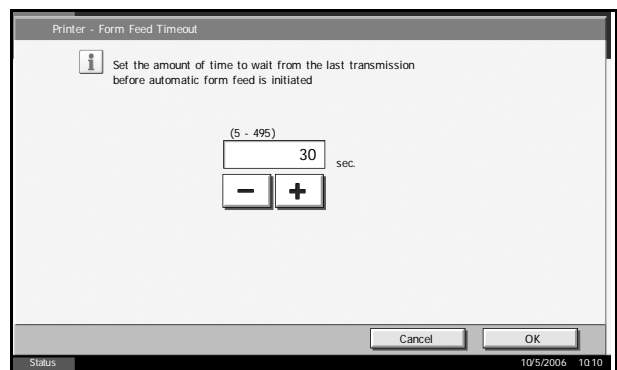 Printer - Form Feed Timeout
Set the amount of time to wait from the last transmission
before automatic form feed is initiated
(5 - 495)
30 sec.
− +
Cancel OK
Status 10/5/2006 10:10